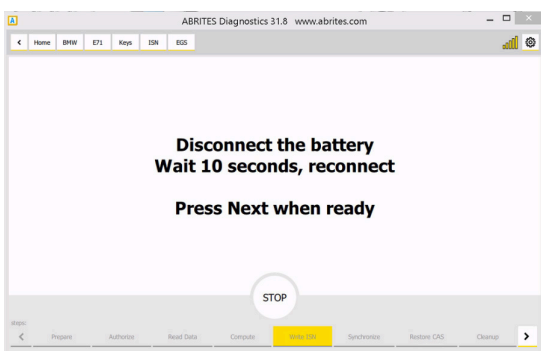 ABRITES Diagnostics 31.8 www.abrites.com
Home BMW E71 Keys ISN EGS
Disconnect the battery
Wait 10 seconds, reconnect
Press Next when ready
STOP
steps:
Prepare Authorize Read Data Compute Write ISN Synchronize Restore CAS Cleanup